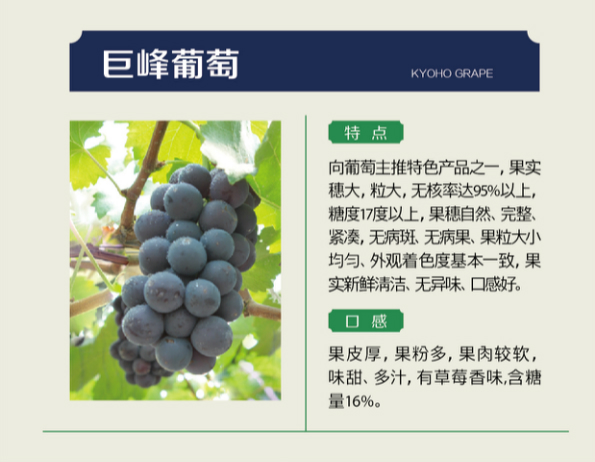 巨峰葡萄
KYOHO GRAPE
特点
向葡萄主推特色产品之一，果实
穗大，粒大，无核率达95%以上，
糖度17度以上，果穗自然、完整、
紧凑，无病斑、无病果、果粒大小
均匀、外观着色度基本一致，果
实新鲜清洁、无异味、口感好。
口感
果皮厚，果粉多，果肉较软，
味甜、多汁，有草莓香味,含糖
量16%。